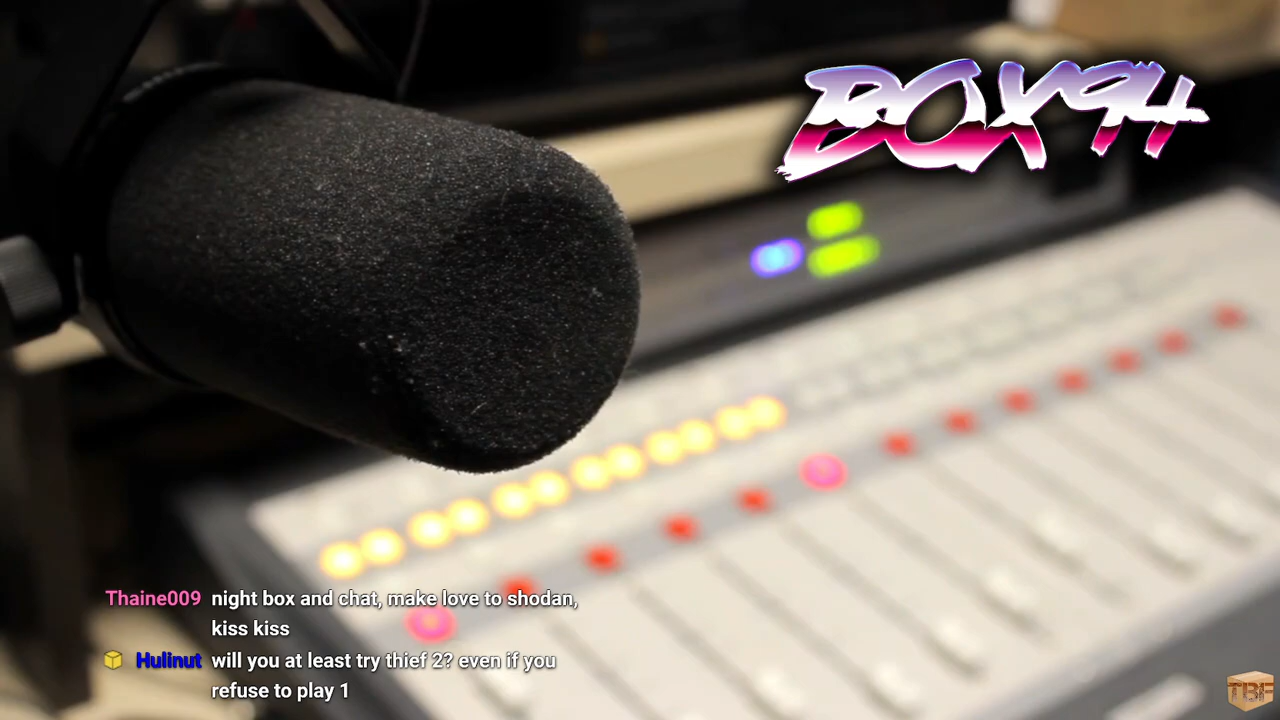 BOX94
Thaine009 night box and chat, make love to shodan,
kiss kiss
Hulinut will you at least try thief 2? even if you
refuse to play 1
TBF